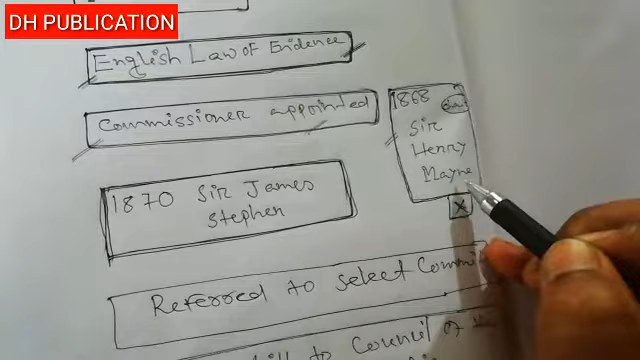 DH PUBLICATION
English Law of Evidence
Commissioner appointed
1868
Sir
Henry
Mayne
X
1870 Sir James
Stephen
Referred to select
to Council of